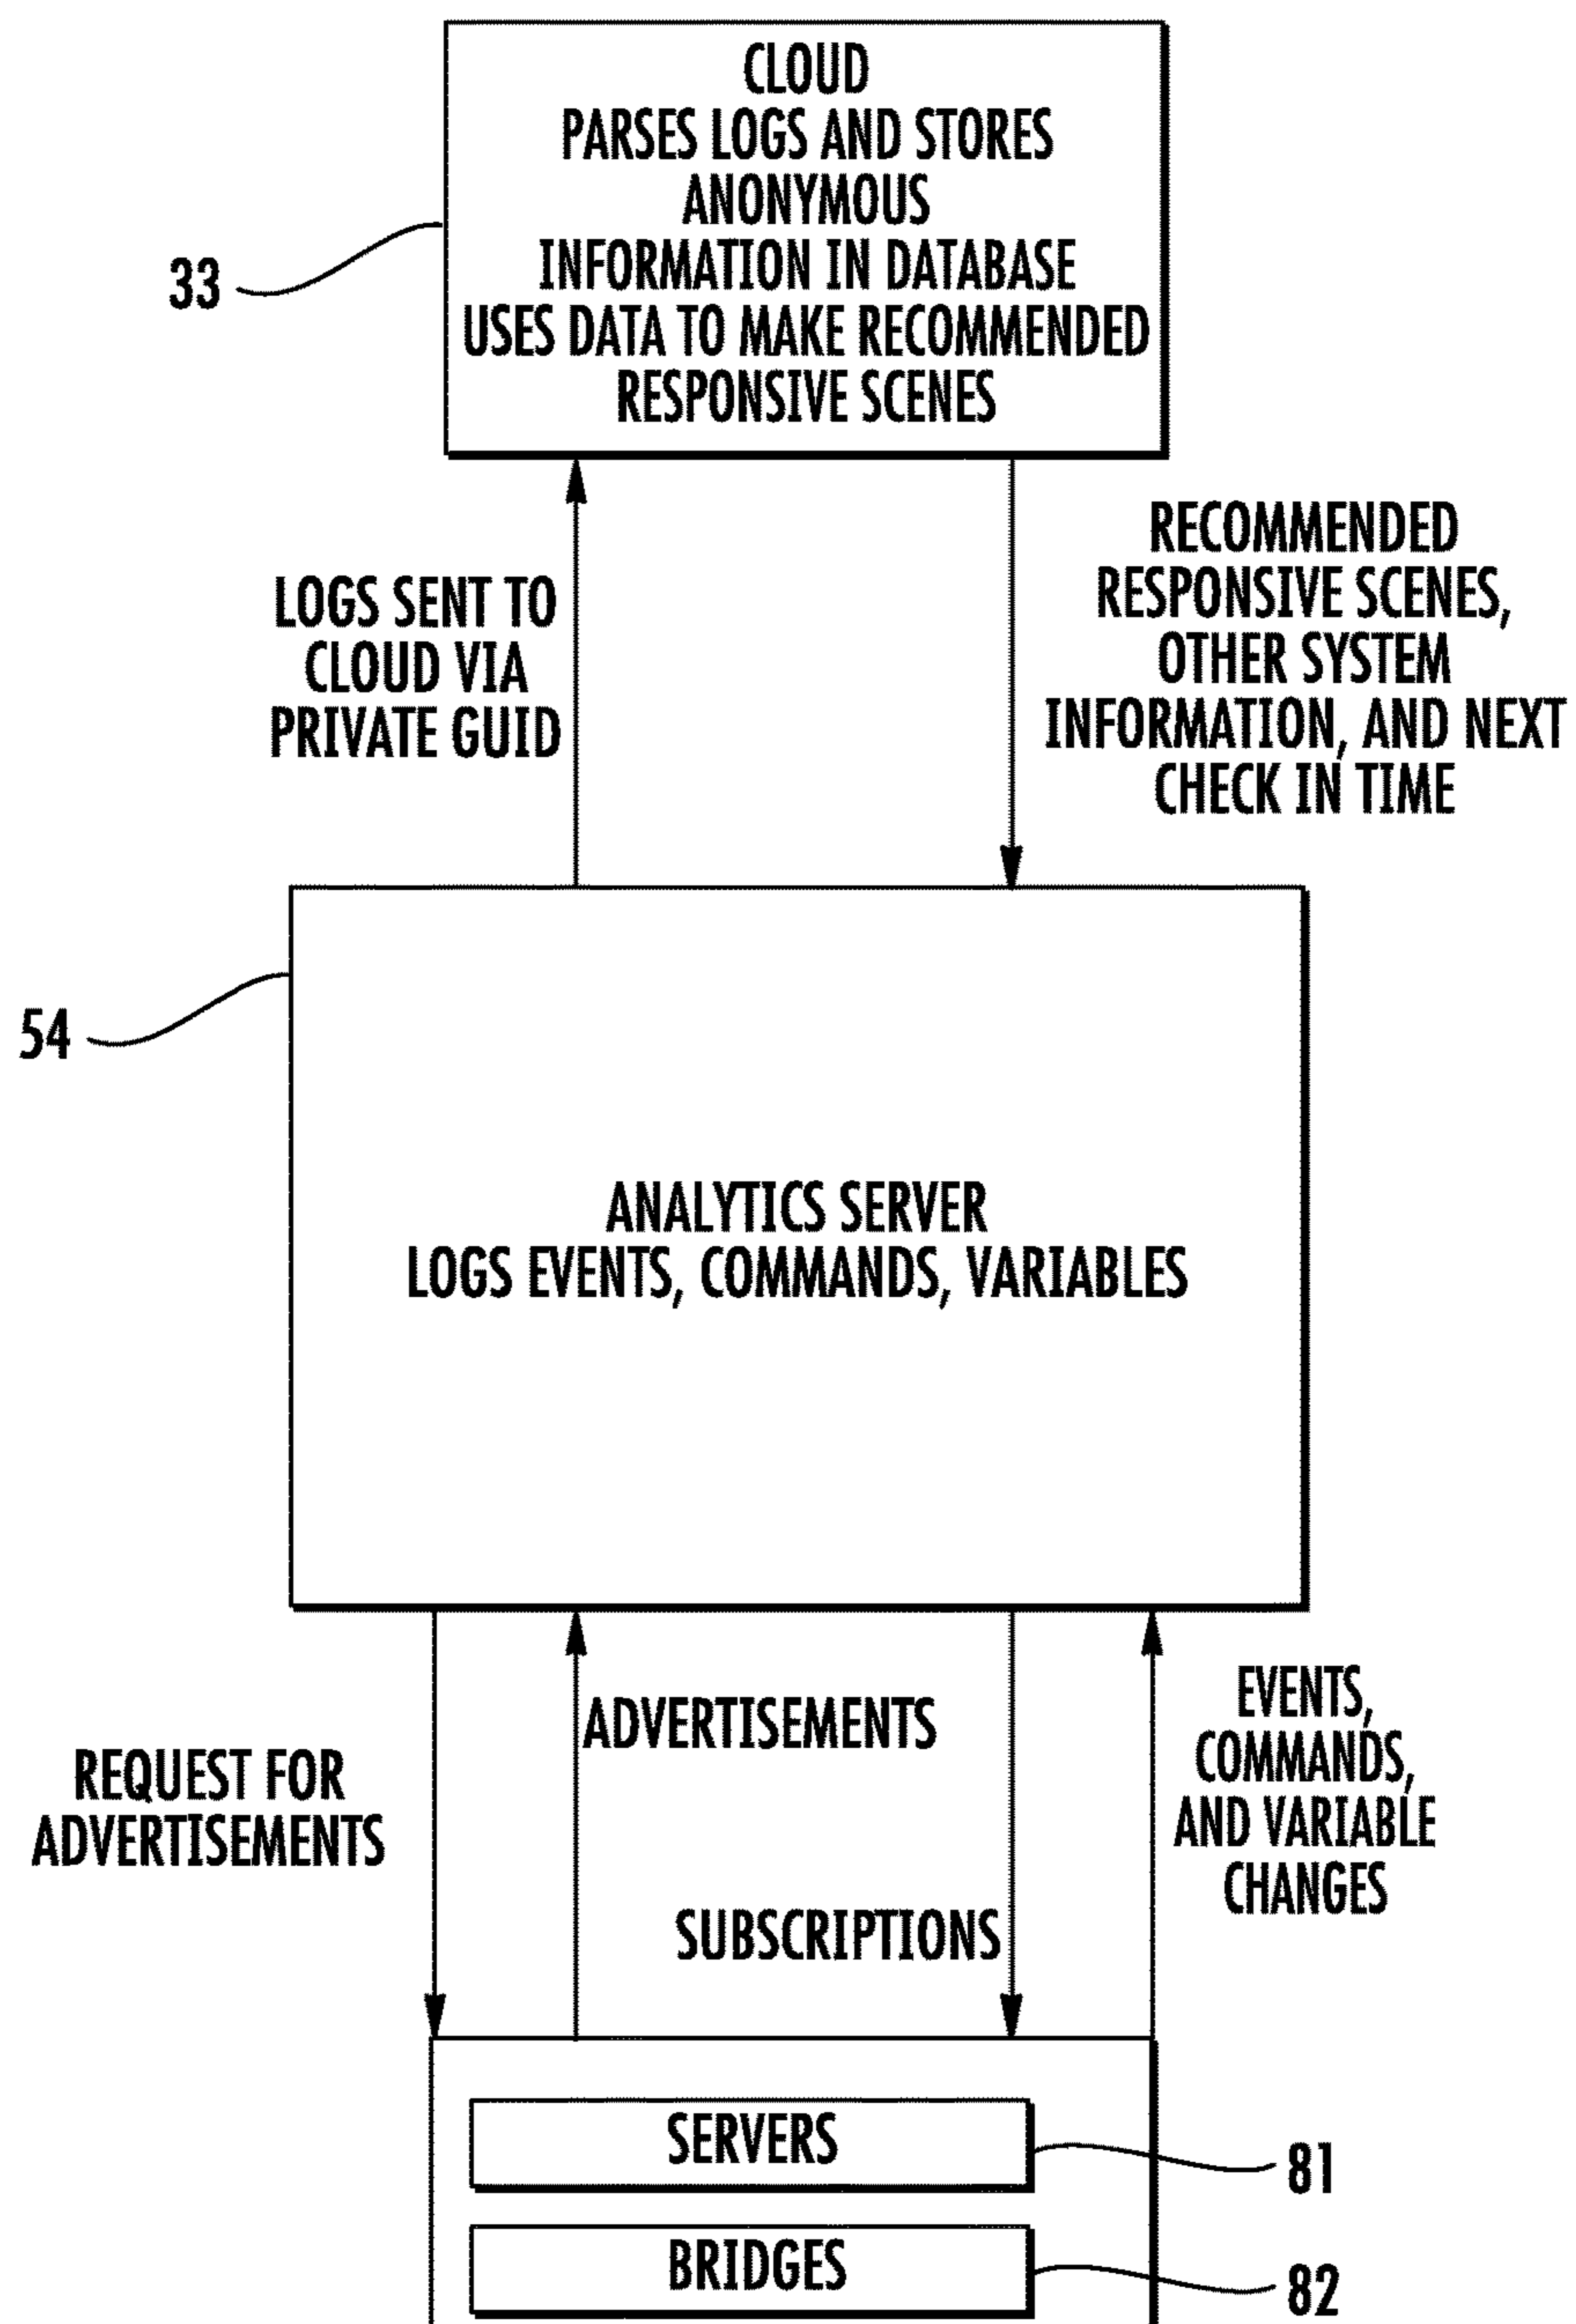 CLOUD
PARSES LOGS AND STORES
ANONYMOUS
INFORMATION IN DATABASE
USES DATA TO MAKE RECOMMENDED
RESPONSIVE SCENES
33
LOGS SENT TO
CLOUD VIA
PRIVATE GUID
RECOMMENDED
RESPONSIVE SCENES,
OTHER SYSTEM
INFORMATION, AND NEXT
CHECK IN TIME
54
ANALYTICS SERVER
LOGS EVENTS, COMMANDS, VARIABLES
REQUEST FOR
ADVERTISEMENTS
ADVERTISEMENTS
SUBSCRIPTIONS
EVENTS,
COMMANDS,
AND VARIABLE
CHANGES
SERVERS
81
BRIDGES
82